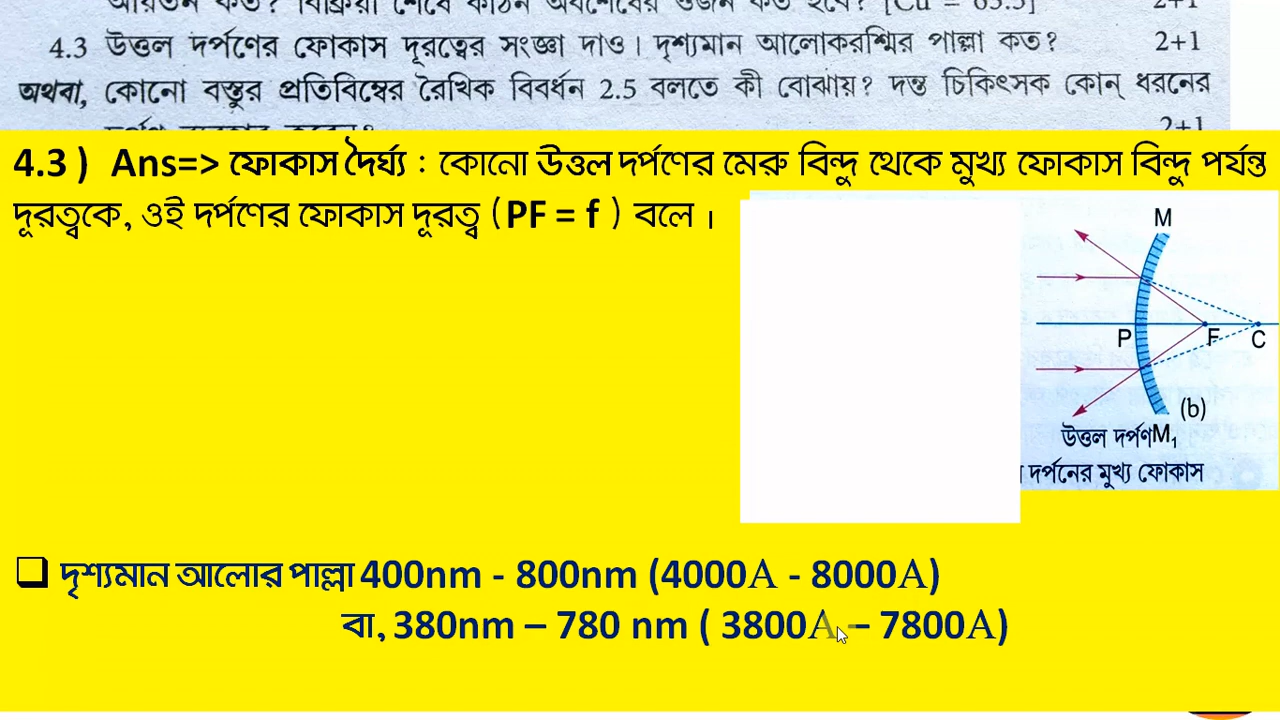 4.3 উত্তল দর্পণের ফোকাস দূরত্বের সংজ্ঞা দাও। দৃশ্যমান আলোকরশ্মির পাল্লা কত? 2+1
অথবা, কোনো বস্তুর প্রতিবিম্বের রৈখিক বিবর্ধন 2.5 বলতে কী বোঝায়? দন্ত চিকিৎসক কোন্ ধরনের
2+1
4.3 ) Ans=> ফোকাস দৈর্ঘ্য : কোনো উত্তল দর্পণের মেরু বিন্দু থেকে মুখ্য ফোকাস বিন্দু পর্যন্ত
দূরত্বকে, ওই দর্পণের ফোকাস দূরত্ব (PF = f ) বলে ।
M
P F C
(b)
উত্তল দর্পণ M₁
দর্পনের মুখ্য ফোকাস
❑ দৃশ্যমান আলোর পাল্লা 400nm - 800nm (4000A - 8000A)
বা, 380nm – 780 nm ( 3800A – 7800A)